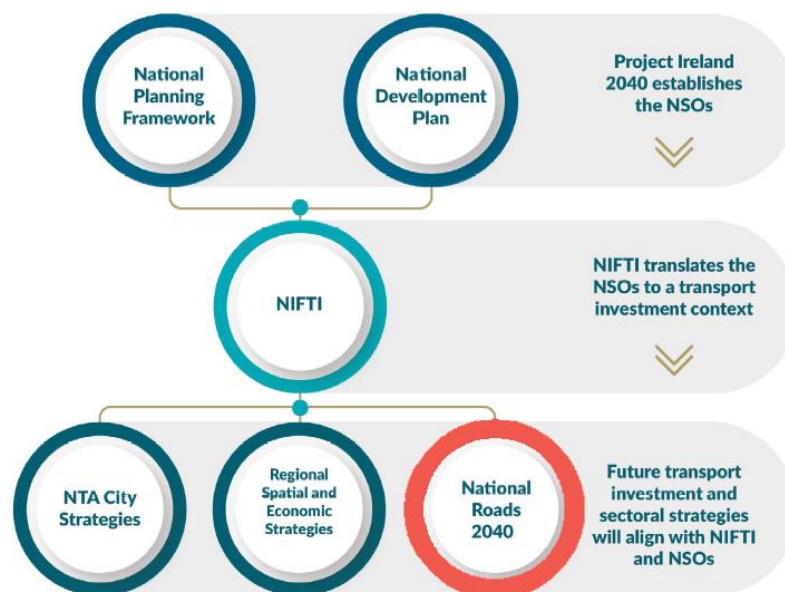 National
Planning
Framework
National
Development
Plan
Project Ireland
2040 establishes
the NSOs
NIFTI
NIFTI translates the
NSOs to a transport
investment context
NTA City
Strategies
Regional
Spatial and
Economic
Strategies
National
Roads
2040
Future transport
investment and
sectoral strategies
will align with NIFTI
and NSOs